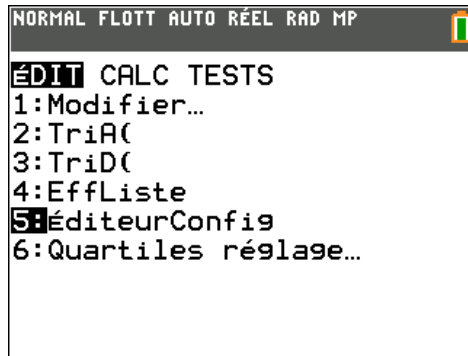 NORMAL FLOTT AUTO RÉEL RAD MP
ÉDIT CALC TESTS
1:Modifier…
2:TriA(
3:TriD(
4:EffListe
5:ÉditeurConfig
6:Quartiles réglage…